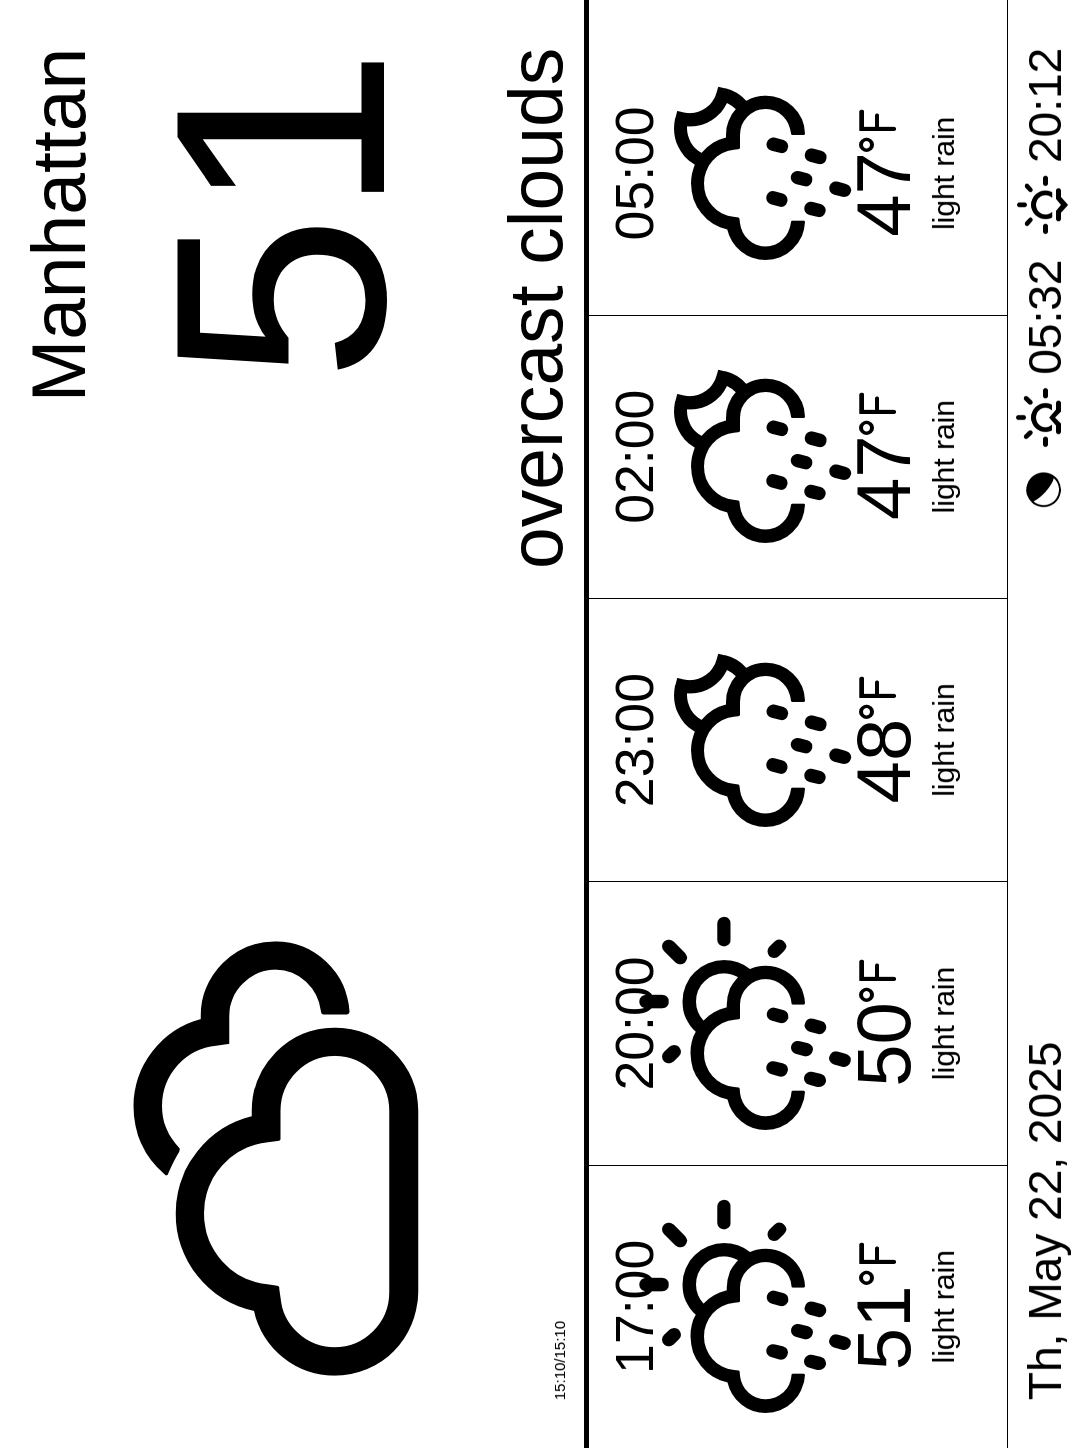 Manhattan
51
overcast clouds
15:10/15:10
17:00 20:00 23:00 02:00 05:00
51°F 50°F 48°F 47°F 47°F
light rain light rain light rain light rain light rain
Th, May 22, 2025 05:32 20:12